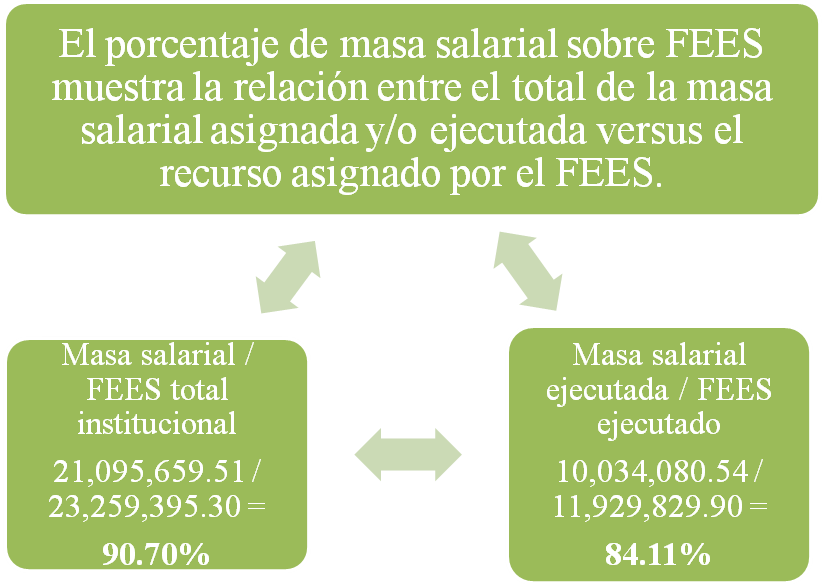 El porcentaje de masa salarial sobre FEES
muestra la relación entre el total de la masa
salarial asignada y/o ejecutada versus el
recurso asignado por el FEES.
Masa salarial /
FEES total
institucional
21,095,659.51 /
23,259,395.30 =
90.70%
Masa salarial
ejecutada / FEES
ejecutado
10,034,080.54 /
11,929,829.90 =
84.11%